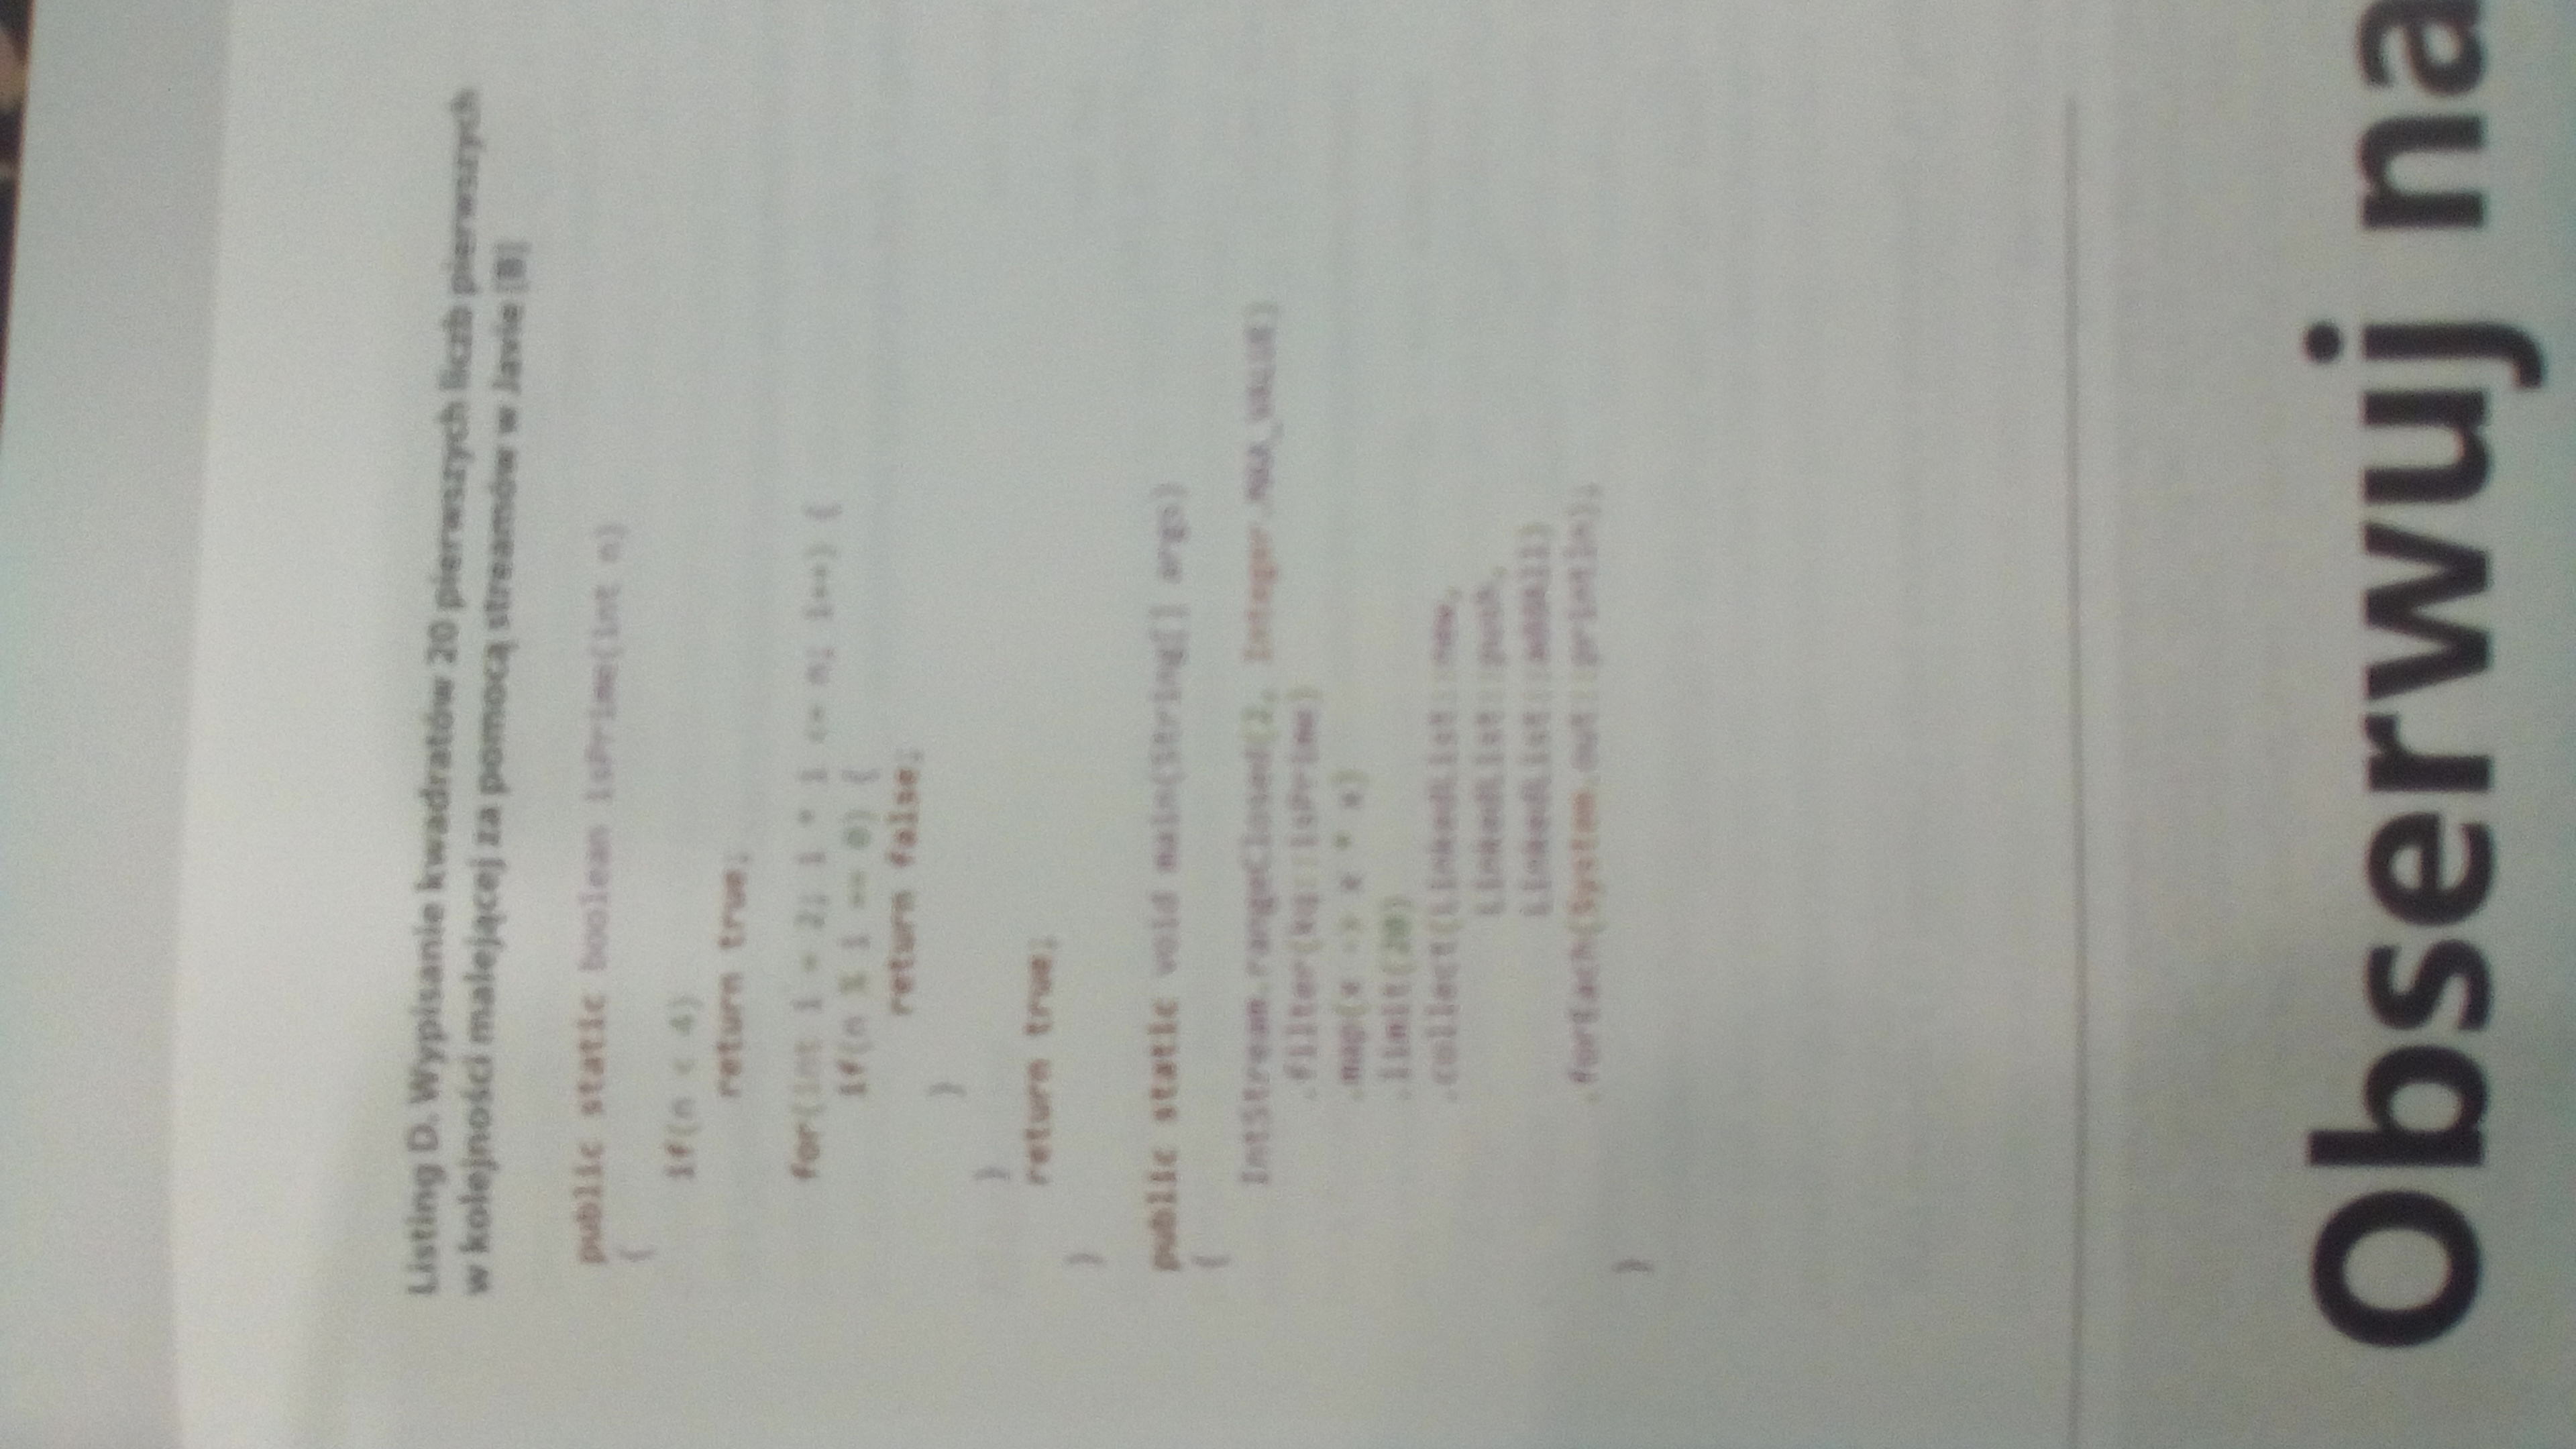 Listing D. Wypisanie kwadratów 20 pierwszych liczb pierwszych
w kolejności malejącej za pomocą streamów w Javie [8]
public static boolean isPrime(int n)
{
if(n < 4)
return true;
for(int i = 2; i * i <= n; i++) {
if(n % i == 0) {
return false;
}
}
return true;
}
public static void main(String[] args)
{
IntStream.rangeClosed(2, Integer.MAX_VALUE)
.filter(kq::isPrime)
.map(x -> x * x)
.limit(20)
.collect(LinkedList::new,
LinkedList::push,
LinkedList::addAll)
.forEach(System.out::println);
}
Obserwuj na